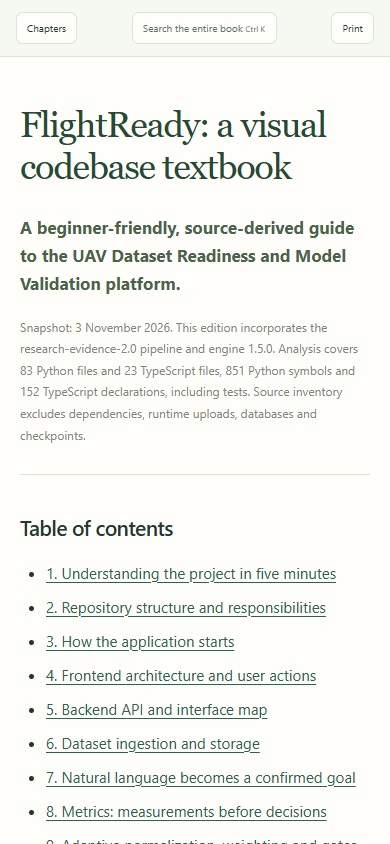 Chapters
Search the entire book Ctrl K
Print
FlightReady: a visual
codebase textbook
A beginner-friendly, source-derived guide
to the UAV Dataset Readiness and Model
Validation platform.
Snapshot: 3 November 2026. This edition incorporates the
research-evidence-2.0 pipeline and engine 1.5.0. Analysis covers
83 Python files and 23 TypeScript files, 851 Python symbols and
152 TypeScript declarations, including tests. Source inventory
excludes dependencies, runtime uploads, databases and
checkpoints.
Table of contents
1. Understanding the project in five minutes
2. Repository structure and responsibilities
3. How the application starts
4. Frontend architecture and user actions
5. Backend API and interface map
6. Dataset ingestion and storage
7. Natural language becomes a confirmed goal
8. Metrics: measurements before decisions
9. Adaptive normalization, weighting and gates